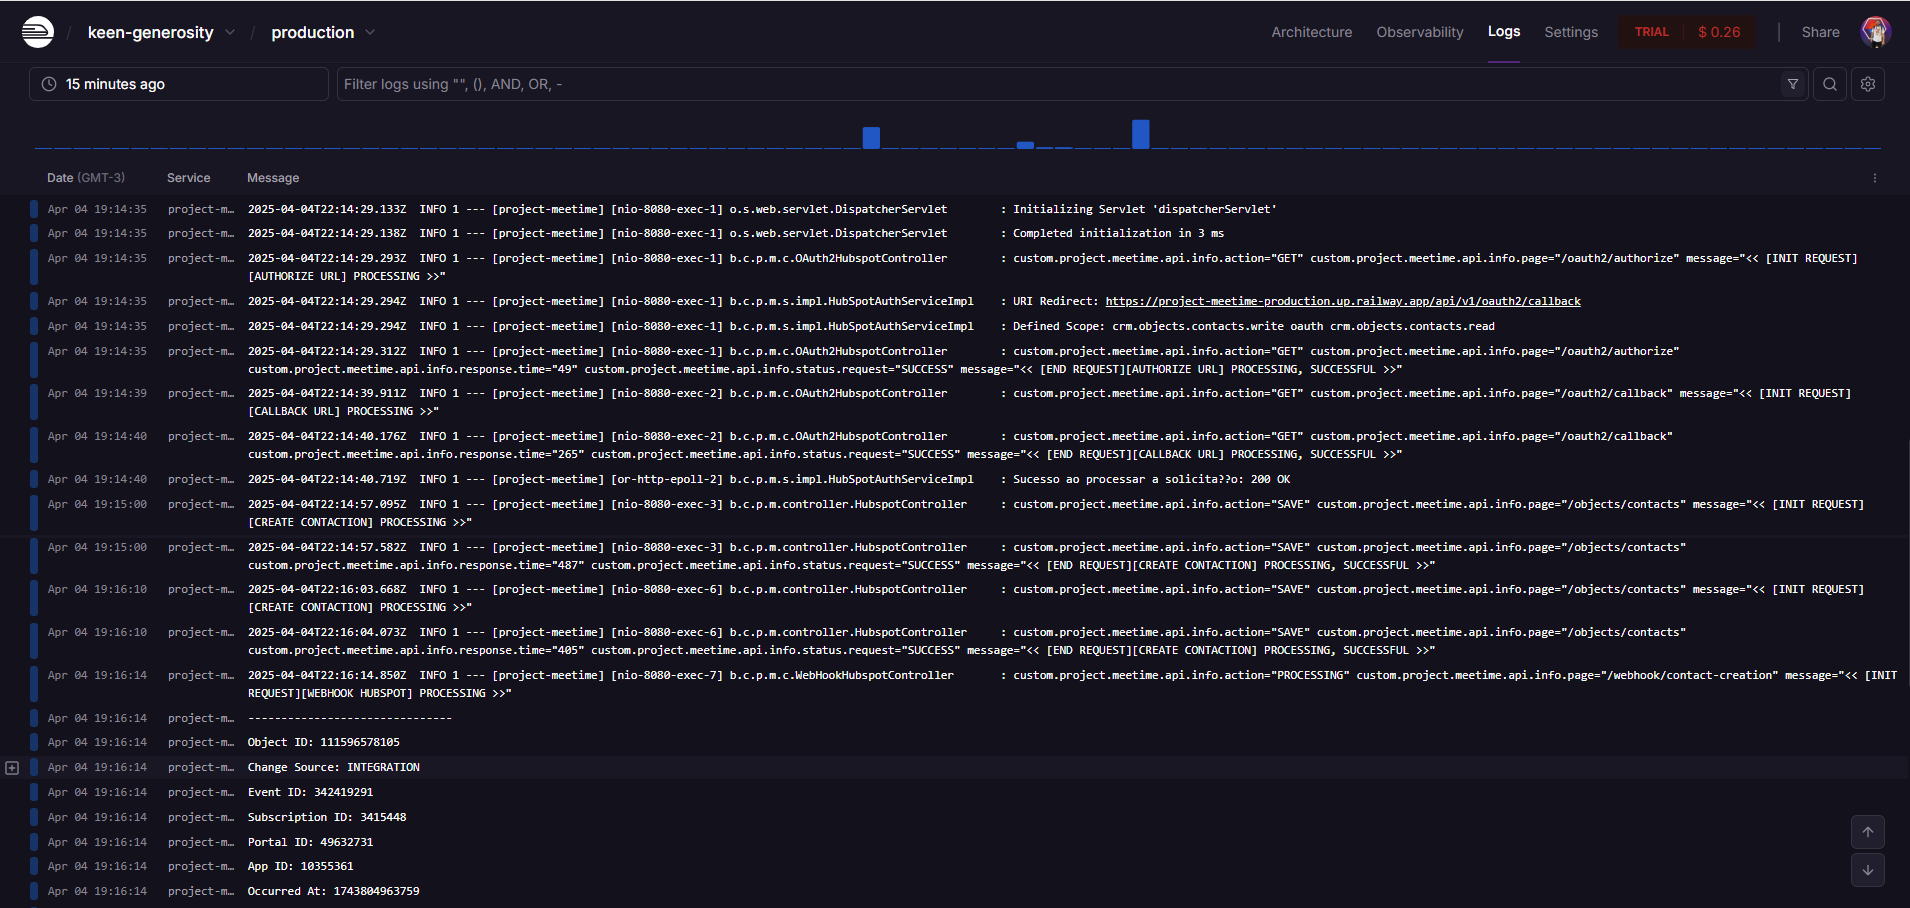 / keen-generosity / production Architecture Observability Logs Settings TRIAL $ 0.26 Share
15 minutes ago Filter logs using "", (), AND, OR, -
Date (GMT-3) Service Message
Apr 04 19:14:35 project-m… 2025-04-04T22:14:29.133Z INFO 1 --- [project-meetime] [nio-8080-exec-1] o.s.web.servlet.DispatcherServlet : Initializing Servlet 'dispatcherServlet'
Apr 04 19:14:35 project-m… 2025-04-04T22:14:29.138Z INFO 1 --- [project-meetime] [nio-8080-exec-1] o.s.web.servlet.DispatcherServlet : Completed initialization in 3 ms
Apr 04 19:14:35 project-m… 2025-04-04T22:14:29.293Z INFO 1 --- [project-meetime] [nio-8080-exec-1] b.c.p.m.c.OAuth2HubspotController : custom.project.meetime.api.info.action="GET" custom.project.meetime.api.info.page="/oauth2/authorize" message="<< [INIT REQUEST]
[AUTHORIZE URL] PROCESSING >>"
Apr 04 19:14:35 project-m… 2025-04-04T22:14:29.294Z INFO 1 --- [project-meetime] [nio-8080-exec-1] b.c.p.m.s.impl.HubSpotAuthServiceImpl : URI Redirect: https://project-meetime-production.up.railway.app/api/v1/oauth2/callback
Apr 04 19:14:35 project-m… 2025-04-04T22:14:29.294Z INFO 1 --- [project-meetime] [nio-8080-exec-1] b.c.p.m.s.impl.HubSpotAuthServiceImpl : Defined Scope: crm.objects.contacts.write oauth crm.objects.contacts.read
Apr 04 19:14:35 project-m… 2025-04-04T22:14:29.312Z INFO 1 --- [project-meetime] [nio-8080-exec-1] b.c.p.m.c.OAuth2HubspotController : custom.project.meetime.api.info.action="GET" custom.project.meetime.api.info.page="/oauth2/authorize"
custom.project.meetime.api.info.response.time="49" custom.project.meetime.api.info.status.request="SUCCESS" message="<< [END REQUEST][AUTHORIZE URL] PROCESSING, SUCCESSFUL >>"
Apr 04 19:14:39 project-m… 2025-04-04T22:14:39.911Z INFO 1 --- [project-meetime] [nio-8080-exec-2] b.c.p.m.c.OAuth2HubspotController : custom.project.meetime.api.info.action="GET" custom.project.meetime.api.info.page="/oauth2/callback" message="<< [INIT REQUEST]
[CALLBACK URL] PROCESSING >>"
Apr 04 19:14:40 project-m… 2025-04-04T22:14:40.176Z INFO 1 --- [project-meetime] [nio-8080-exec-2] b.c.p.m.c.OAuth2HubspotController : custom.project.meetime.api.info.action="GET" custom.project.meetime.api.info.page="/oauth2/callback"
custom.project.meetime.api.info.response.time="265" custom.project.meetime.api.info.status.request="SUCCESS" message="<< [END REQUEST][CALLBACK URL] PROCESSING, SUCCESSFUL >>"
Apr 04 19:14:40 project-m… 2025-04-04T22:14:40.719Z INFO 1 --- [project-meetime] [or-http-epoll-2] b.c.p.m.s.impl.HubSpotAuthServiceImpl : Sucesso ao processar a solicita??o: 200 OK
Apr 04 19:15:00 project-m… 2025-04-04T22:14:57.095Z INFO 1 --- [project-meetime] [nio-8080-exec-3] b.c.p.m.controller.HubspotController : custom.project.meetime.api.info.action="SAVE" custom.project.meetime.api.info.page="/objects/contacts" message="<< [INIT REQUEST]
[CREATE CONTACTION] PROCESSING >>"
Apr 04 19:15:00 project-m… 2025-04-04T22:14:57.582Z INFO 1 --- [project-meetime] [nio-8080-exec-3] b.c.p.m.controller.HubspotController : custom.project.meetime.api.info.action="SAVE" custom.project.meetime.api.info.page="/objects/contacts"
custom.project.meetime.api.info.response.time="487" custom.project.meetime.api.info.status.request="SUCCESS" message="<< [END REQUEST][CREATE CONTACTION] PROCESSING, SUCCESSFUL >>"
Apr 04 19:16:10 project-m… 2025-04-04T22:16:03.668Z INFO 1 --- [project-meetime] [nio-8080-exec-6] b.c.p.m.controller.HubspotController : custom.project.meetime.api.info.action="SAVE" custom.project.meetime.api.info.page="/objects/contacts" message="<< [INIT REQUEST]
[CREATE CONTACTION] PROCESSING >>"
Apr 04 19:16:10 project-m… 2025-04-04T22:16:04.073Z INFO 1 --- [project-meetime] [nio-8080-exec-6] b.c.p.m.controller.HubspotController : custom.project.meetime.api.info.action="SAVE" custom.project.meetime.api.info.page="/objects/contacts"
custom.project.meetime.api.info.response.time="405" custom.project.meetime.api.info.status.request="SUCCESS" message="<< [END REQUEST][CREATE CONTACTION] PROCESSING, SUCCESSFUL >>"
Apr 04 19:16:14 project-m… 2025-04-04T22:16:14.850Z INFO 1 --- [project-meetime] [nio-8080-exec-7] b.c.p.m.c.WebHookHubspotController : custom.project.meetime.api.info.action="PROCESSING" custom.project.meetime.api.info.page="/webhook/contact-creation" message="<< [INIT
REQUEST][WEBHOOK HUBSPOT] PROCESSING >>"
Apr 04 19:16:14 project-m… -------------------------------
Apr 04 19:16:14 project-m… Object ID: 111596578105
Apr 04 19:16:14 project-m… Change Source: INTEGRATION
Apr 04 19:16:14 project-m… Event ID: 342419291
Apr 04 19:16:14 project-m… Subscription ID: 3415448
Apr 04 19:16:14 project-m… Portal ID: 49632731
Apr 04 19:16:14 project-m… App ID: 10355361
Apr 04 19:16:14 project-m… Occurred At: 1743804963759